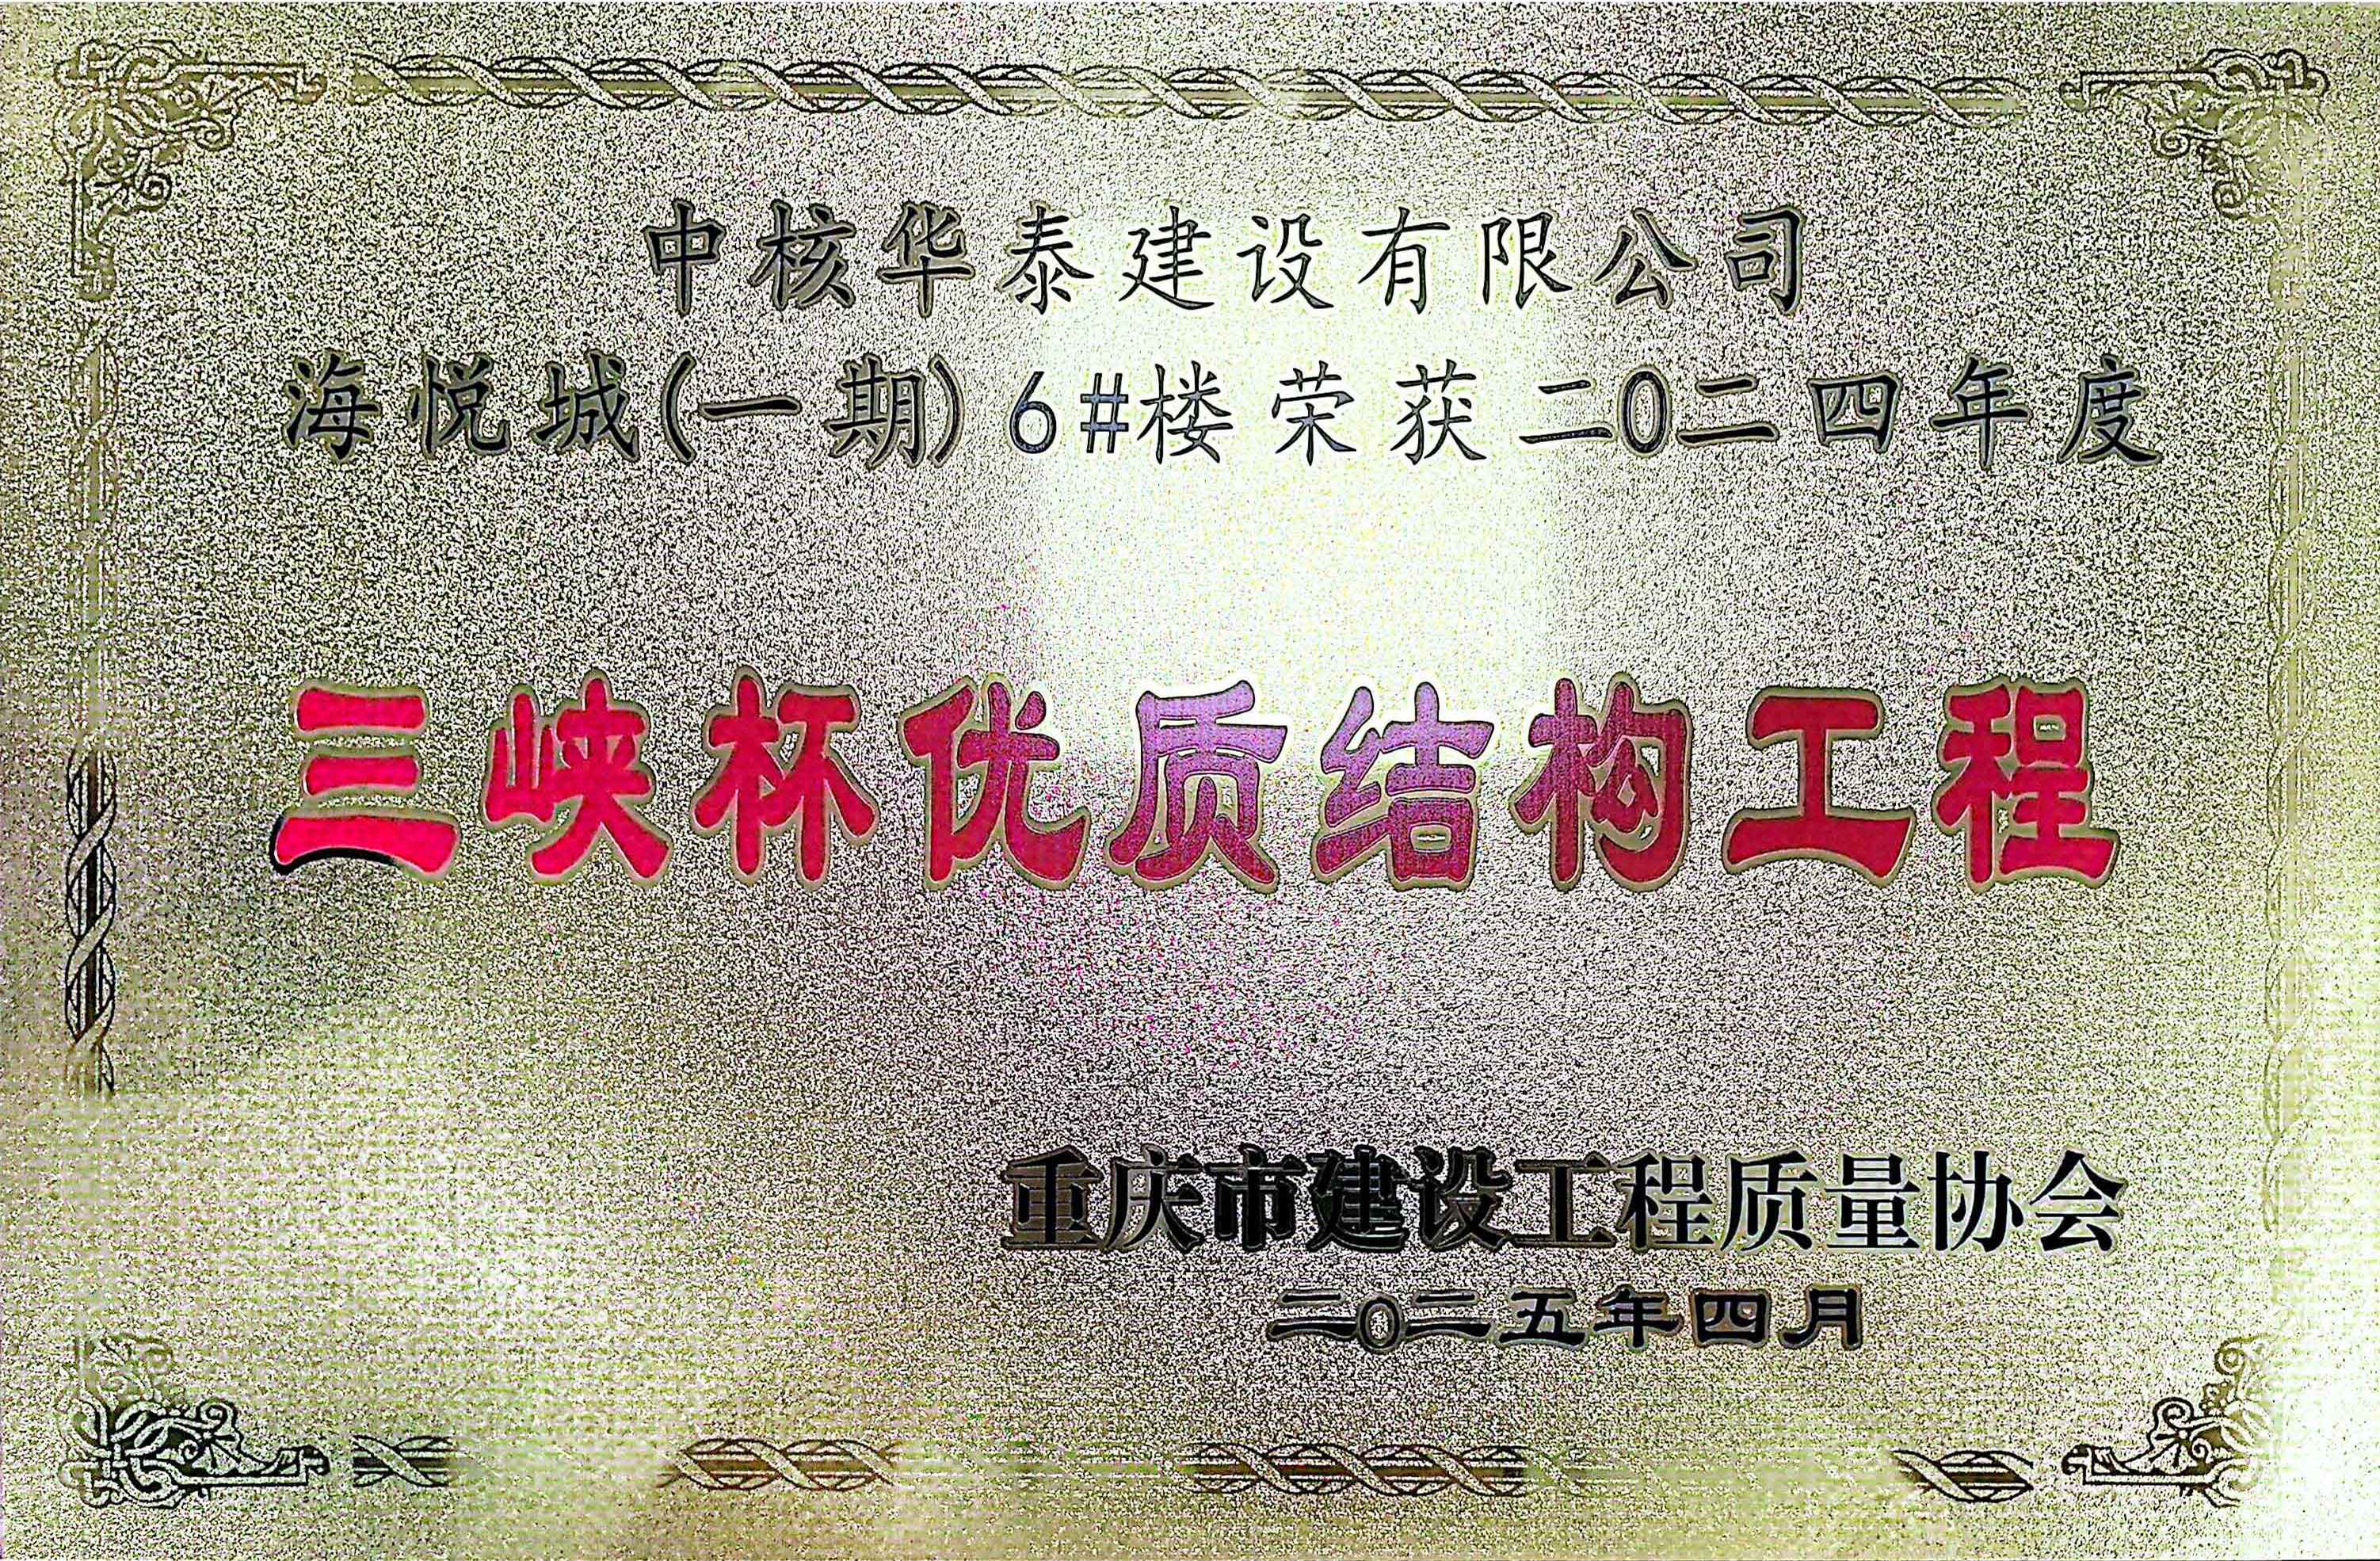 中核华泰建设有限公司
海悦城(一期)6#楼荣获二0二四年度
三峡杯优质结构工程
重庆市建设工程质量协会
二0二五年四月